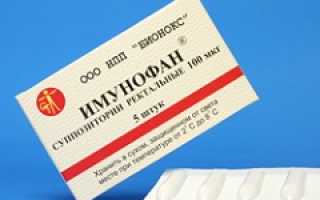 ООО НПП "БИОНОКС"
ИМУНОФАН®
СУППОЗИТОРИИ РЕКТАЛЬНЫЕ 100 мкг
5 штук
Хранить в сухом, защищенном от света
месте при температуре от 2° С до 8° С